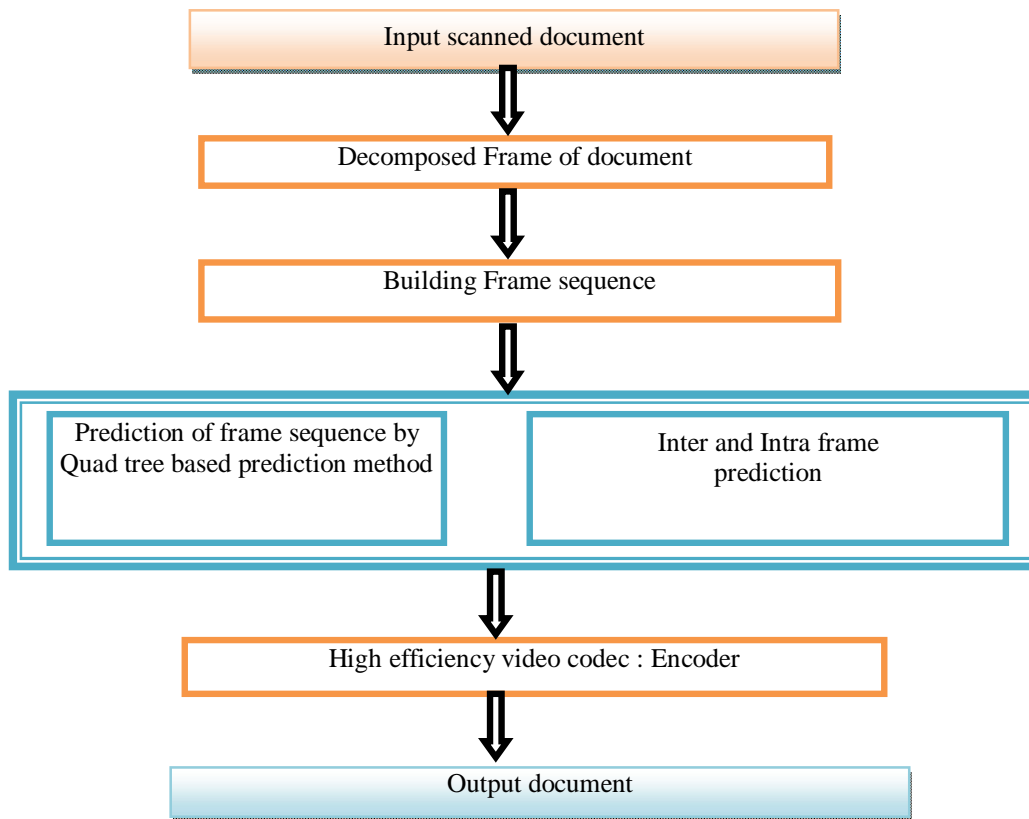 Input scanned document
Decomposed Frame of document
Building Frame sequence
Prediction of frame sequence by
Quad tree based prediction method
Inter and Intra frame
prediction
High efficiency video codec : Encoder
Output document